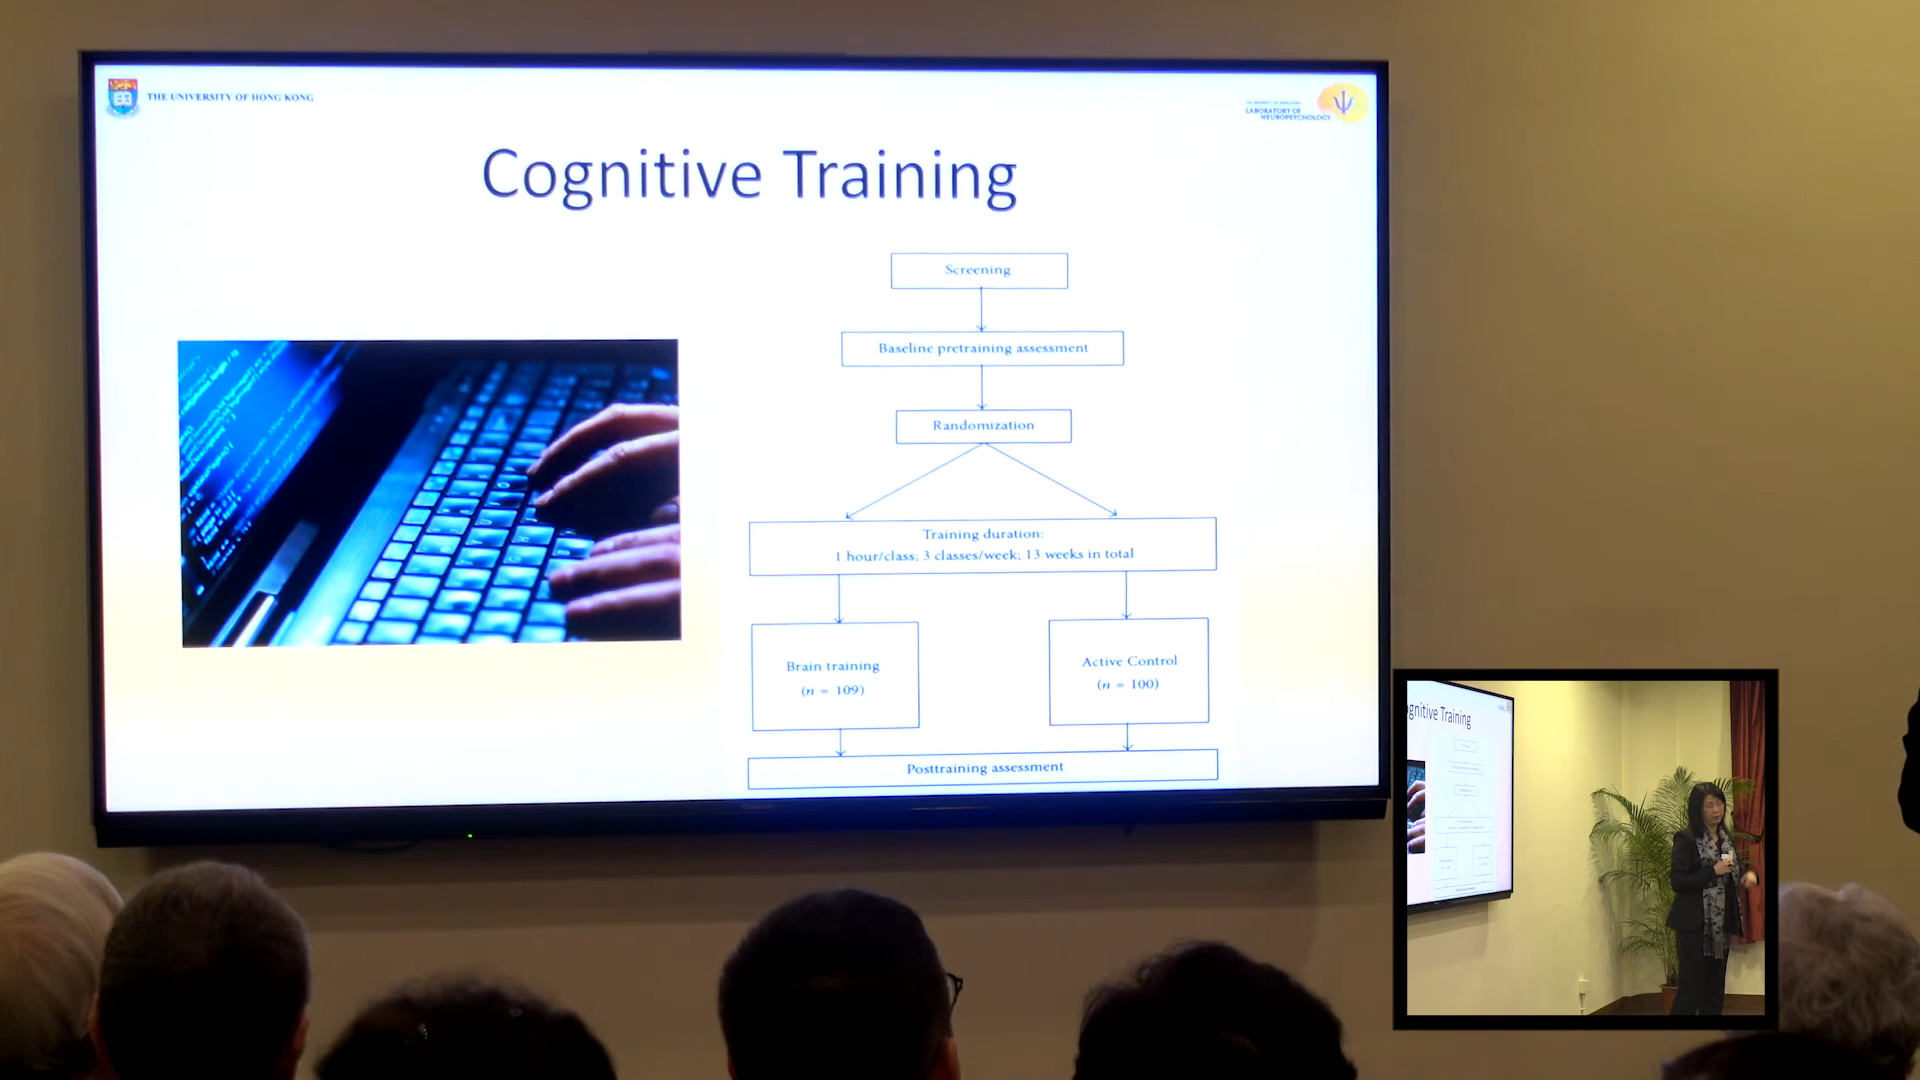 THE UNIVERSITY OF HONG KONG
LABORATORY OF
NEUROPSYCHOLOGY
Cognitive Training
Screening
Baseline pretraining assessment
Randomization
Training duration:
1 hour/class; 3 classes/week; 13 weeks in total
Brain training
(n = 109)
Active Control
(n = 100)
Posttraining assessment
gnitive Training